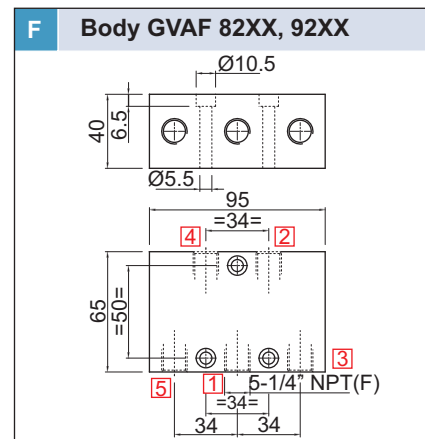 F Body GVAF 82XX, 92XX
Ø10.5
40
6.5
Ø5.5
95
=34=
4 2
65
=50=
3
1 5-1/4” NPT(F)
5
=34=
34 34